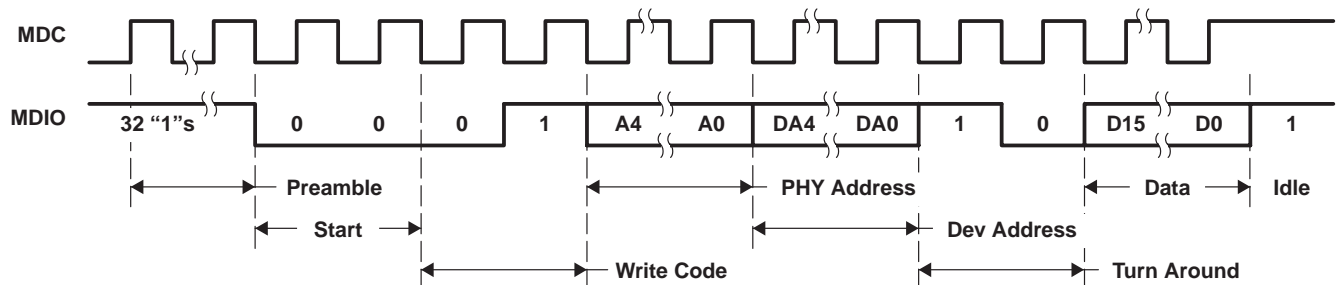 MDC
MDIO
32 “1”s 0 0 0 1 A4 A0 DA4 DA0 1 0 D15 D0 1
Preamble PHY Address Data Idle
Start Dev Address
Write Code Turn Around